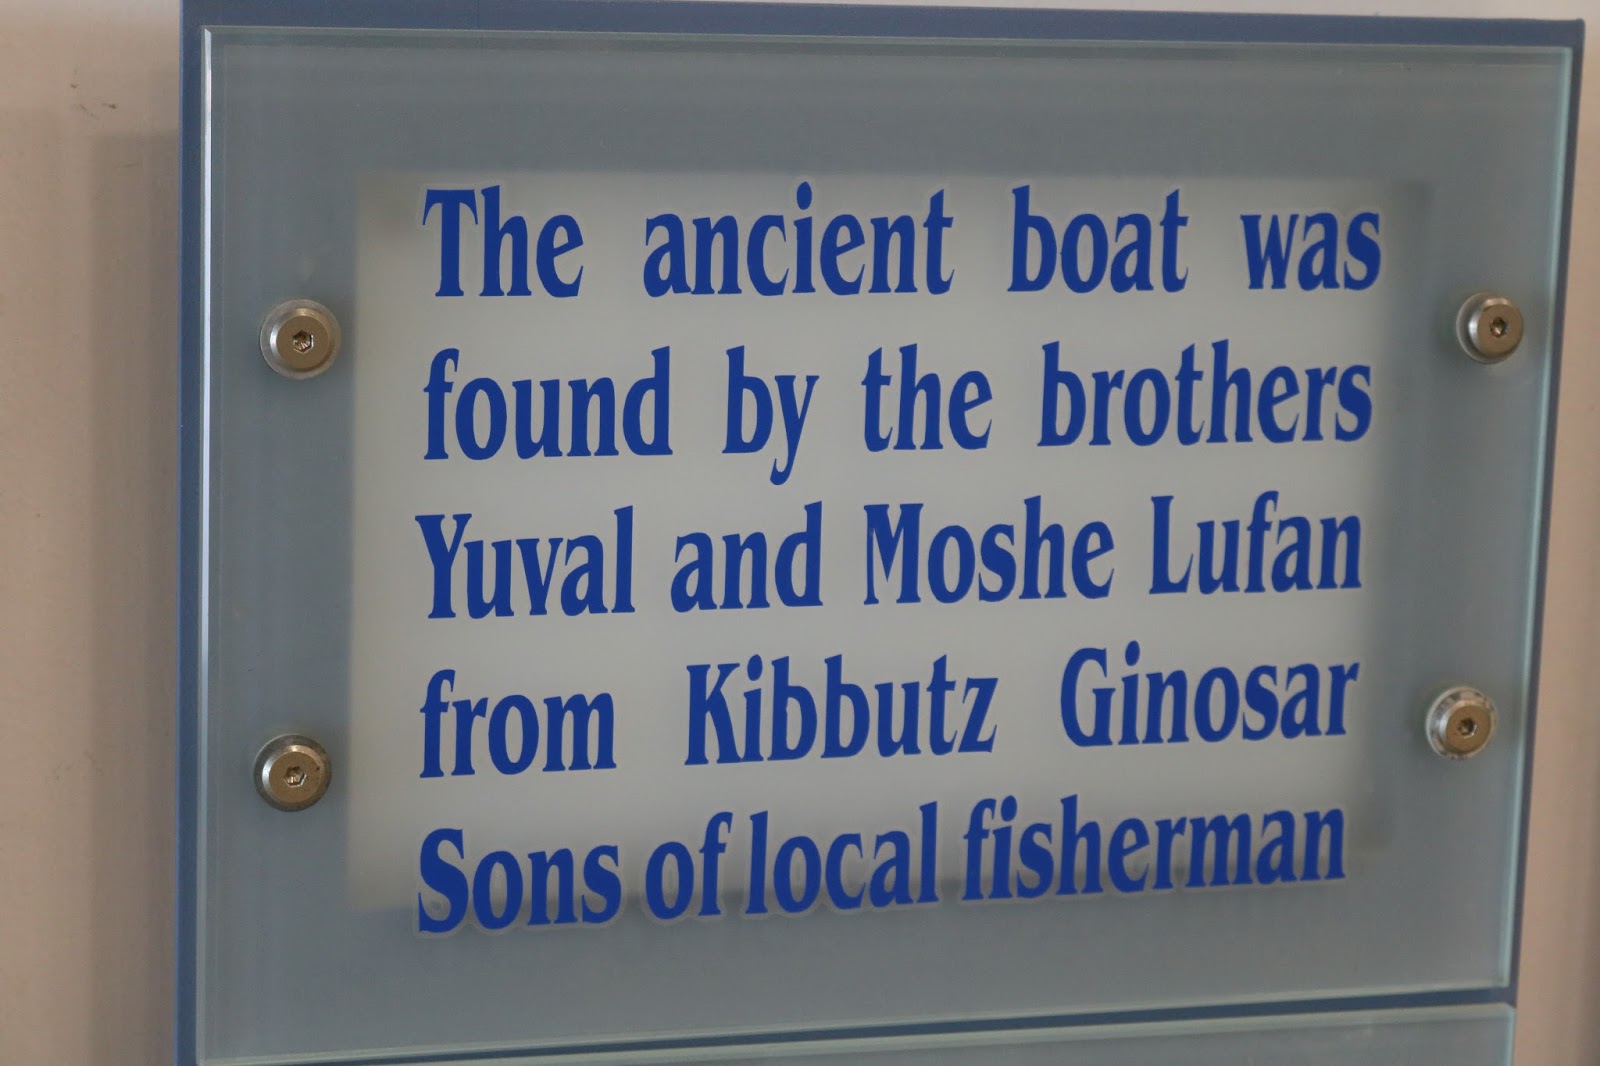 The ancient boat was
found by the brothers
Yuval and Moshe Lufan
from Kibbutz Ginosar
Sons of local fisherman